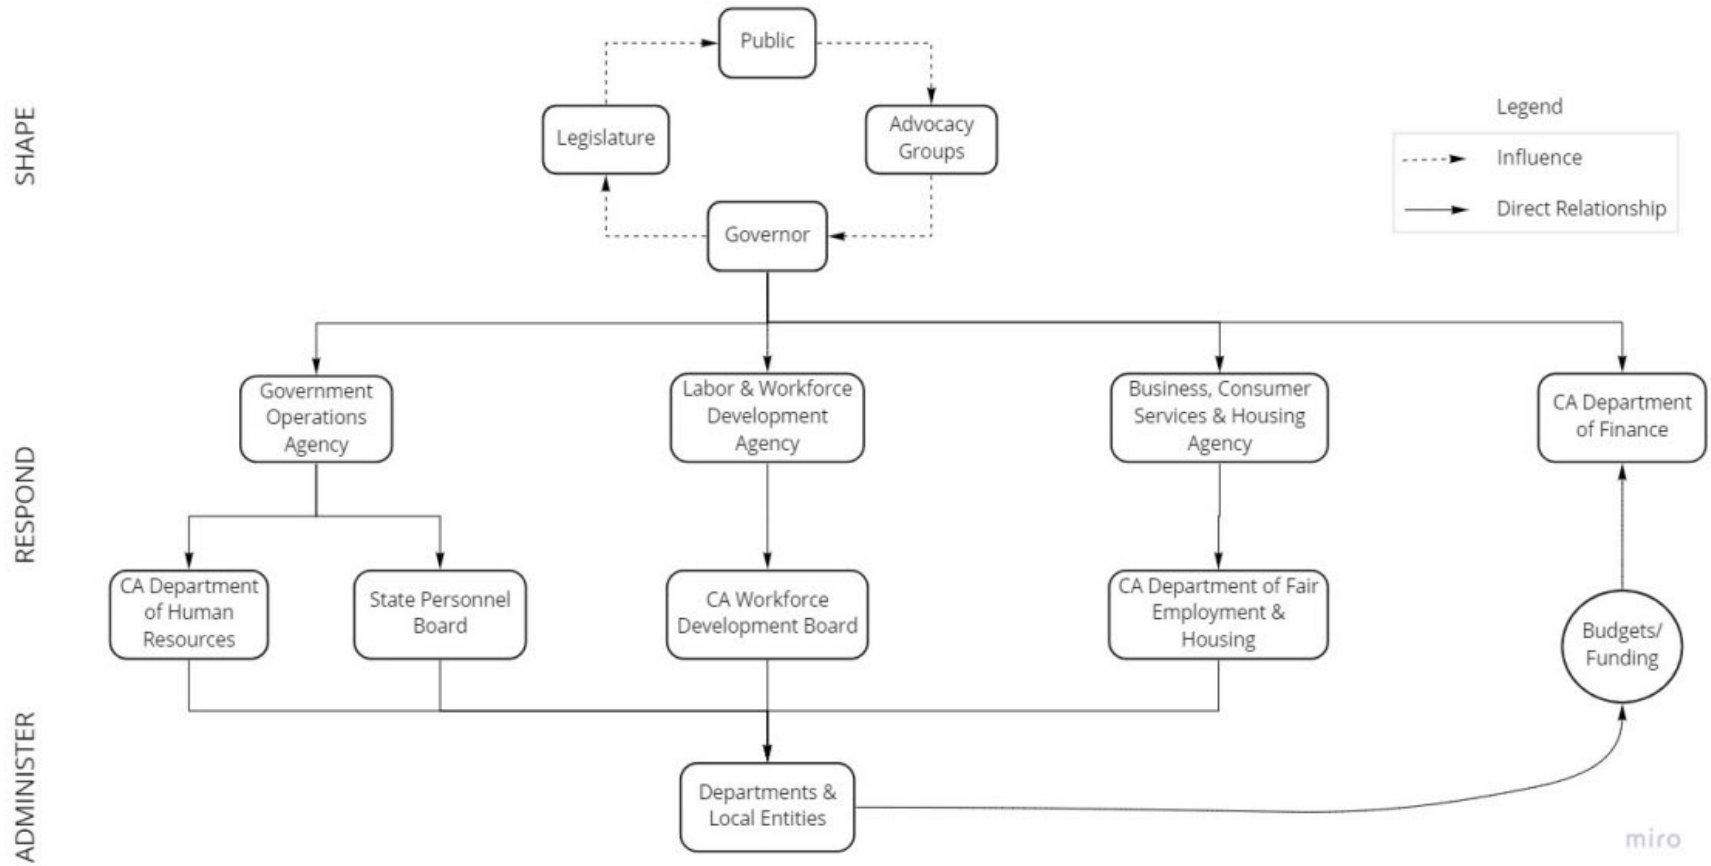 SHAPE
Public
Legislature
Advocacy
Groups
Governor
Legend
Influence
Direct Relationship
RESPOND
Government
Operations
Agency
Labor & Workforce
Development
Agency
Business, Consumer
Services & Housing
Agency
CA Department
of Finance
CA Department
of Human
Resources
State Personnel
Board
CA Workforce
Development Board
CA Department of Fair
Employment &
Housing
Budgets/
Funding
ADMINISTER
Departments &
Local Entities
miro